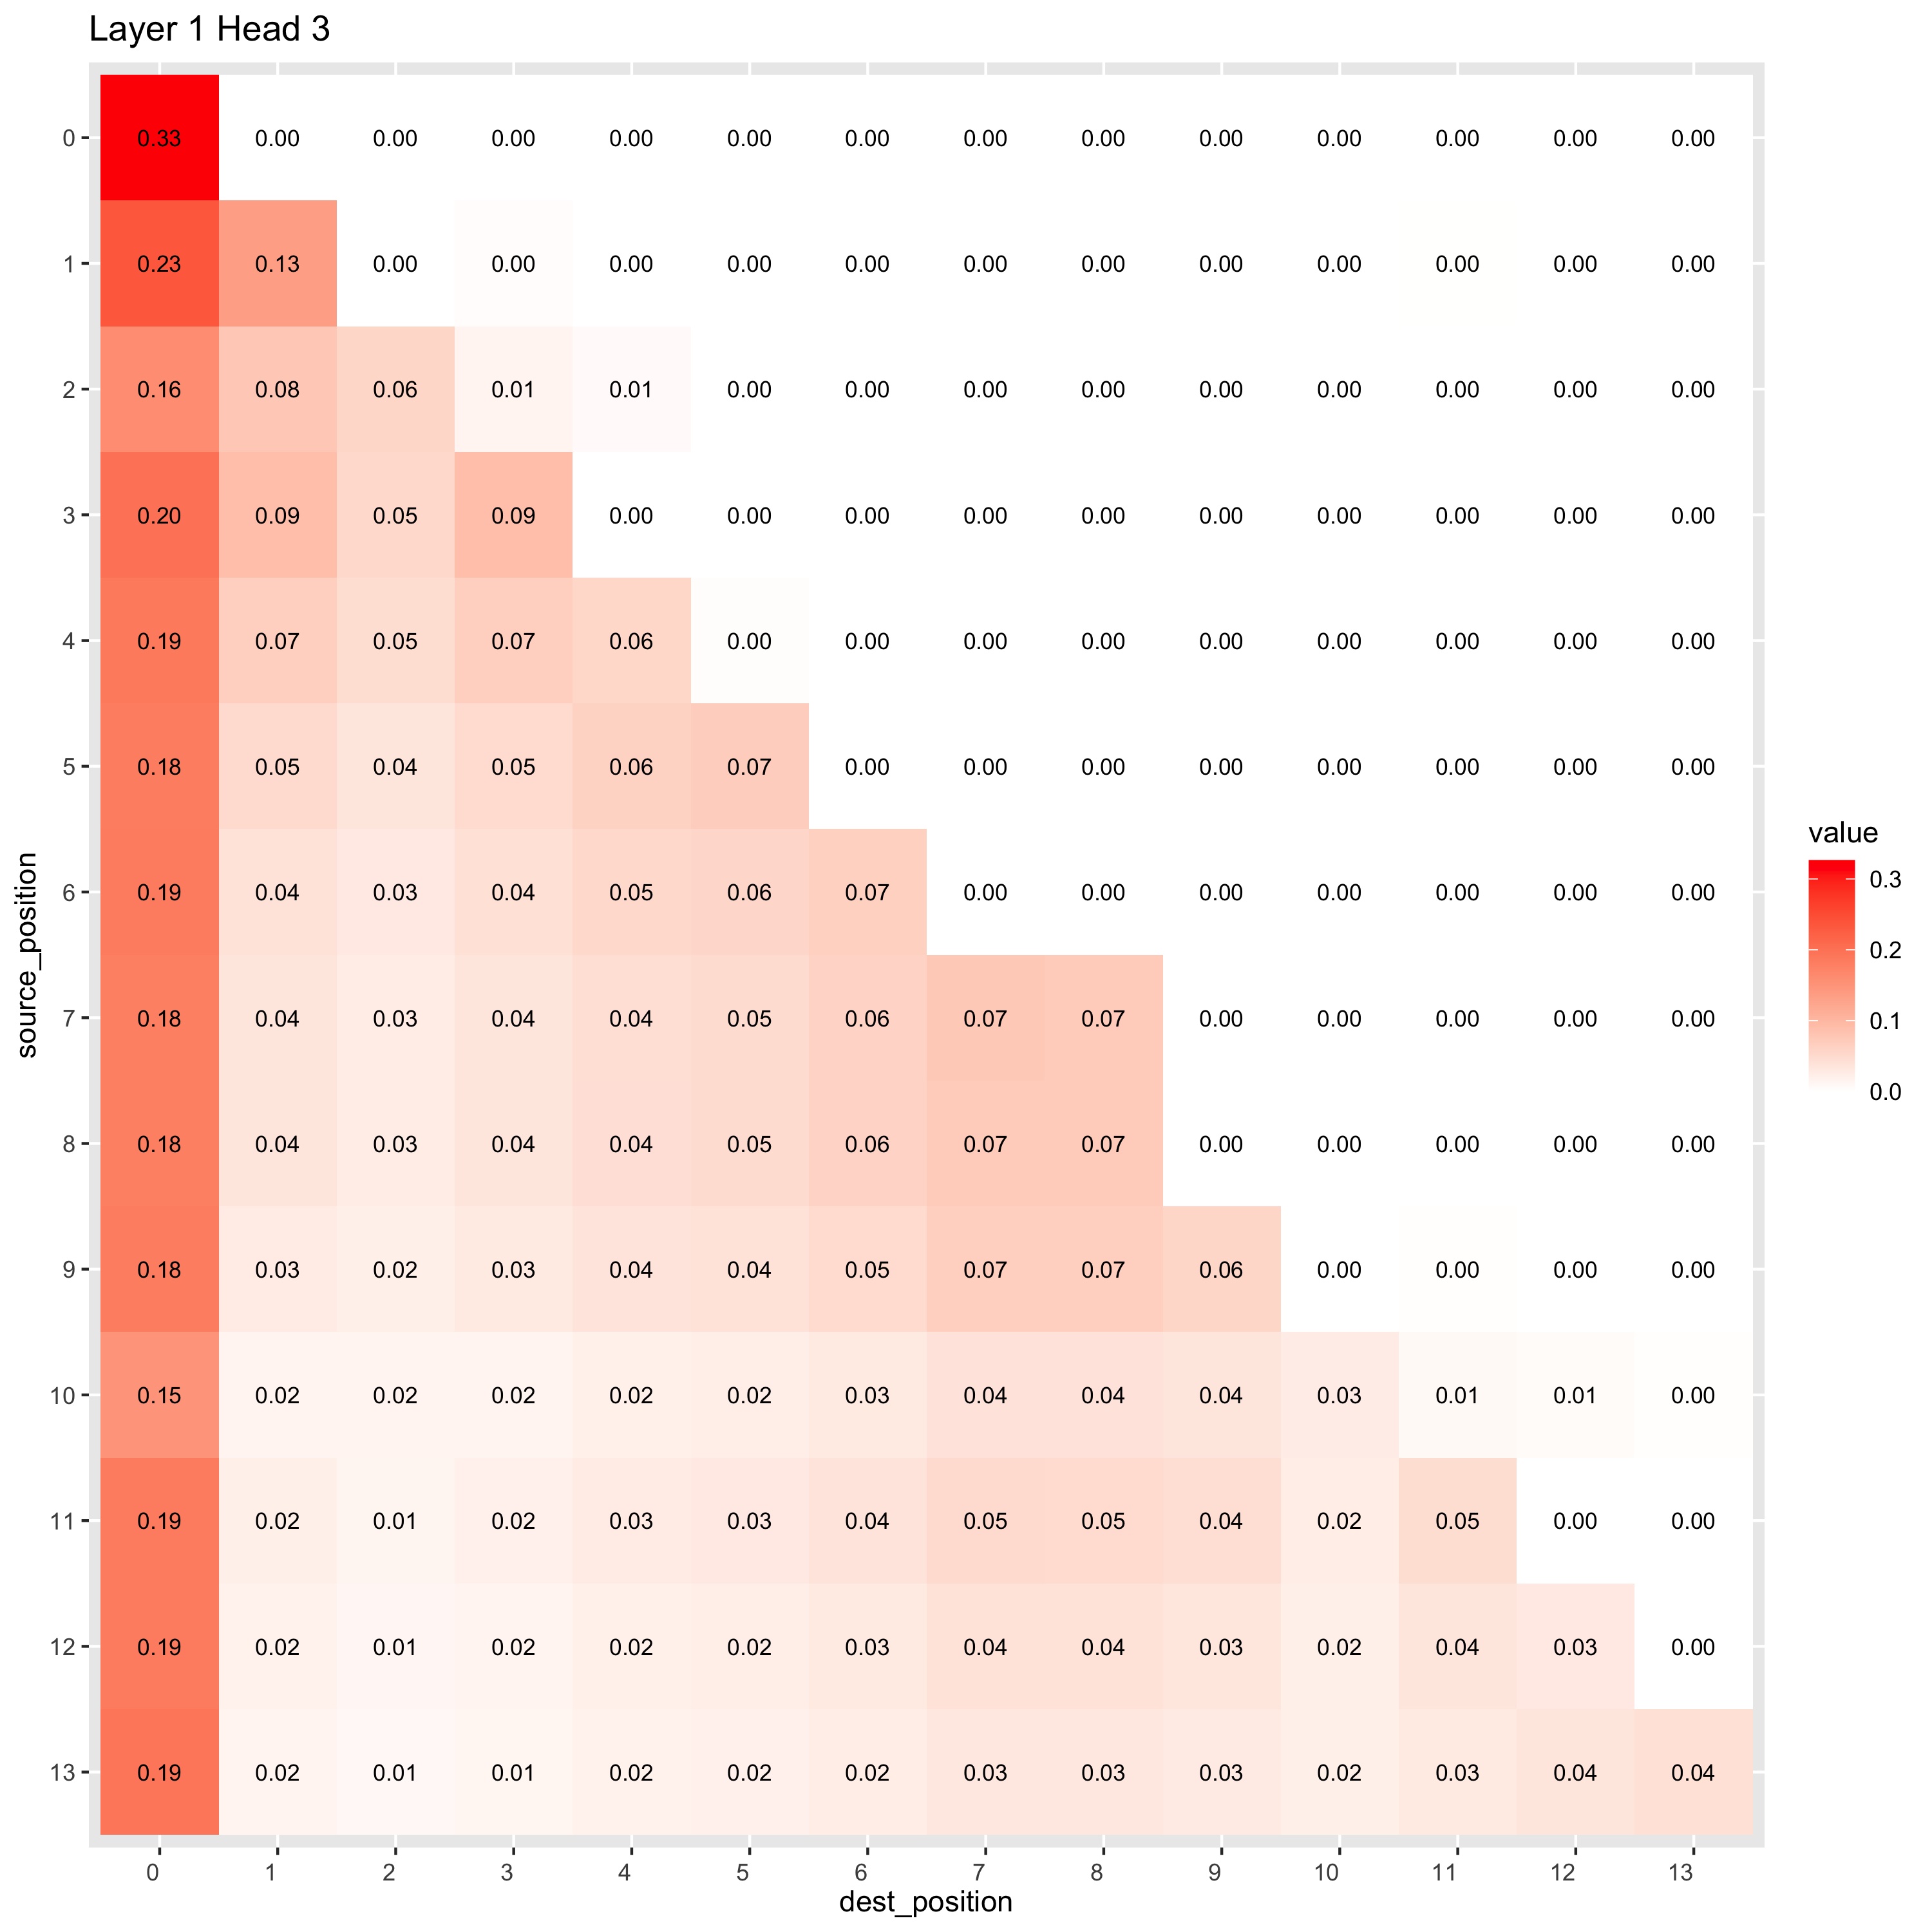 Layer 1 Head 3
0 0.33 0.00 0.00 0.00 0.00 0.00 0.00 0.00 0.00 0.00 0.00 0.00 0.00 0.00
1 0.23 0.13 0.00 0.00 0.00 0.00 0.00 0.00 0.00 0.00 0.00 0.00 0.00 0.00
2 0.16 0.08 0.06 0.01 0.01 0.00 0.00 0.00 0.00 0.00 0.00 0.00 0.00 0.00
3 0.20 0.09 0.05 0.09 0.00 0.00 0.00 0.00 0.00 0.00 0.00 0.00 0.00 0.00
4 0.19 0.07 0.05 0.07 0.06 0.00 0.00 0.00 0.00 0.00 0.00 0.00 0.00 0.00
5 0.18 0.05 0.04 0.05 0.06 0.07 0.00 0.00 0.00 0.00 0.00 0.00 0.00 0.00
6 0.19 0.04 0.03 0.04 0.05 0.06 0.07 0.00 0.00 0.00 0.00 0.00 0.00 0.00
7 0.18 0.04 0.03 0.04 0.04 0.05 0.06 0.07 0.07 0.00 0.00 0.00 0.00 0.00
8 0.18 0.04 0.03 0.04 0.04 0.05 0.06 0.07 0.07 0.00 0.00 0.00 0.00 0.00
9 0.18 0.03 0.02 0.03 0.04 0.04 0.05 0.07 0.07 0.06 0.00 0.00 0.00 0.00
10 0.15 0.02 0.02 0.02 0.02 0.02 0.03 0.04 0.04 0.04 0.03 0.01 0.01 0.00
11 0.19 0.02 0.01 0.02 0.03 0.03 0.04 0.05 0.05 0.04 0.02 0.05 0.00 0.00
12 0.19 0.02 0.01 0.02 0.02 0.02 0.03 0.04 0.04 0.03 0.02 0.04 0.03 0.00
13 0.19 0.02 0.01 0.01 0.02 0.02 0.02 0.03 0.03 0.03 0.02 0.03 0.04 0.04
0 1 2 3 4 5 6 7 8 9 10 11 12 13
dest_position
source_position
value
0.3
0.2
0.1
0.0